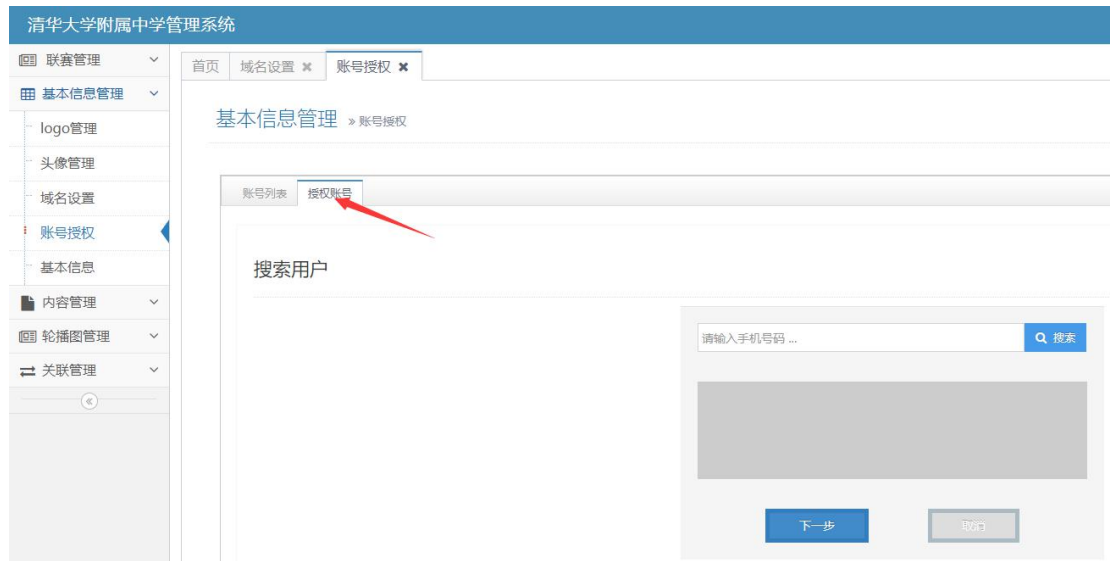 清华大学附属中学管理系统
联赛管理
基本信息管理
logo管理
头像管理
域名设置
账号授权
基本信息
内容管理
轮播图管理
关联管理
首页 域名设置 账号授权
基本信息管理 » 账号授权
账号列表 授权账号
搜索用户
请输入手机号码 ... 搜索
下一步 取消